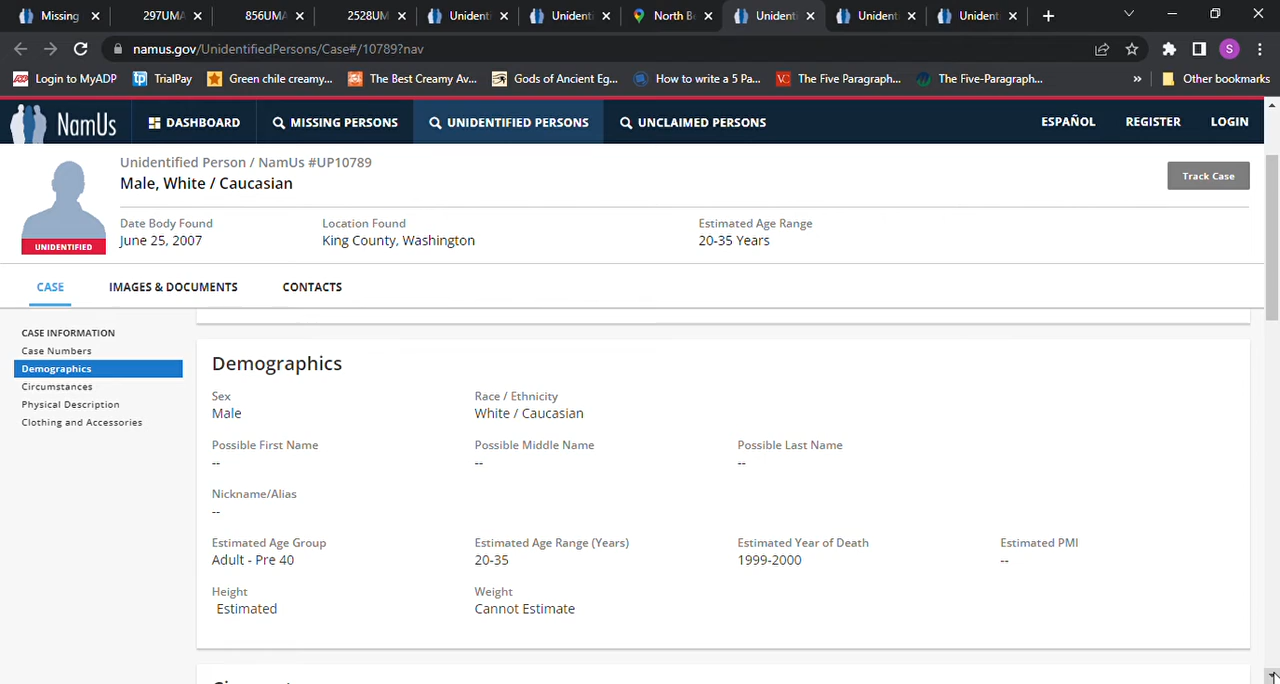 Missing 297UMA 856UMA 2528UM Unidenti Unidenti North Be Unidenti Unidenti Unidenti
namus.gov/UnidentifiedPersons/Case#/10789?nav S
Login to MyADP tp TrialPay Green chile creamy... The Best Creamy Av... Gods of Ancient Eg... How to write a 5 Pa... VC The Five Paragraph... The Five-Paragraph... » Other bookmarks
NamUs DASHBOARD MISSING PERSONS UNIDENTIFIED PERSONS UNCLAIMED PERSONS ESPAÑOL REGISTER LOGIN
Unidentified Person / NamUs #UP10789
Male, White / Caucasian
Track Case
Date Body Found Location Found Estimated Age Range
June 25, 2007 King County, Washington 20-35 Years
UNIDENTIFIED
CASE IMAGES & DOCUMENTS CONTACTS
CASE INFORMATION
Case Numbers
Demographics
Circumstances
Physical Description
Clothing and Accessories
Demographics
Sex Race / Ethnicity
Male White / Caucasian
Possible First Name Possible Middle Name Possible Last Name
-- -- --
Nickname/Alias
--
Estimated Age Group Estimated Age Range (Years) Estimated Year of Death Estimated PMI
Adult - Pre 40 20-35 1999-2000 --
Height Weight
Estimated Cannot Estimate